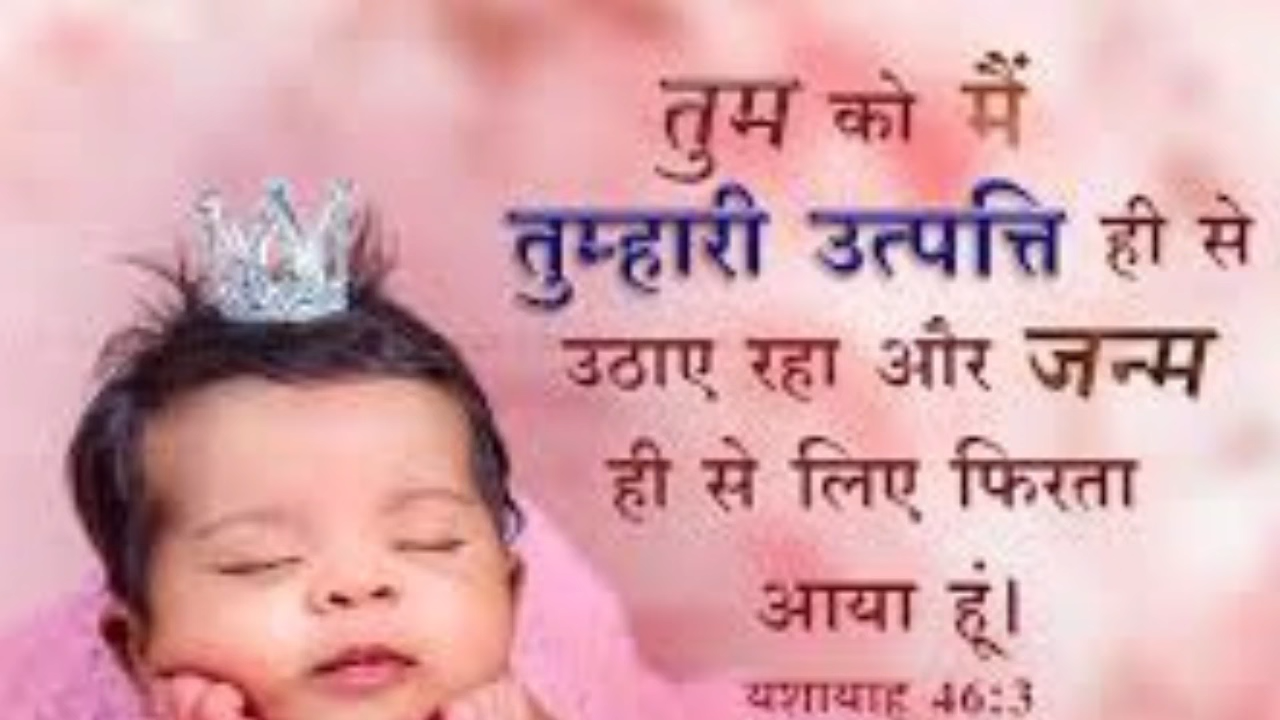 तुम को मैं
तुम्हारी उत्पत्ति ही से
उठाए रहा और जन्म
ही से लिए फिरता
आया हूं।
यशायाह 46:3